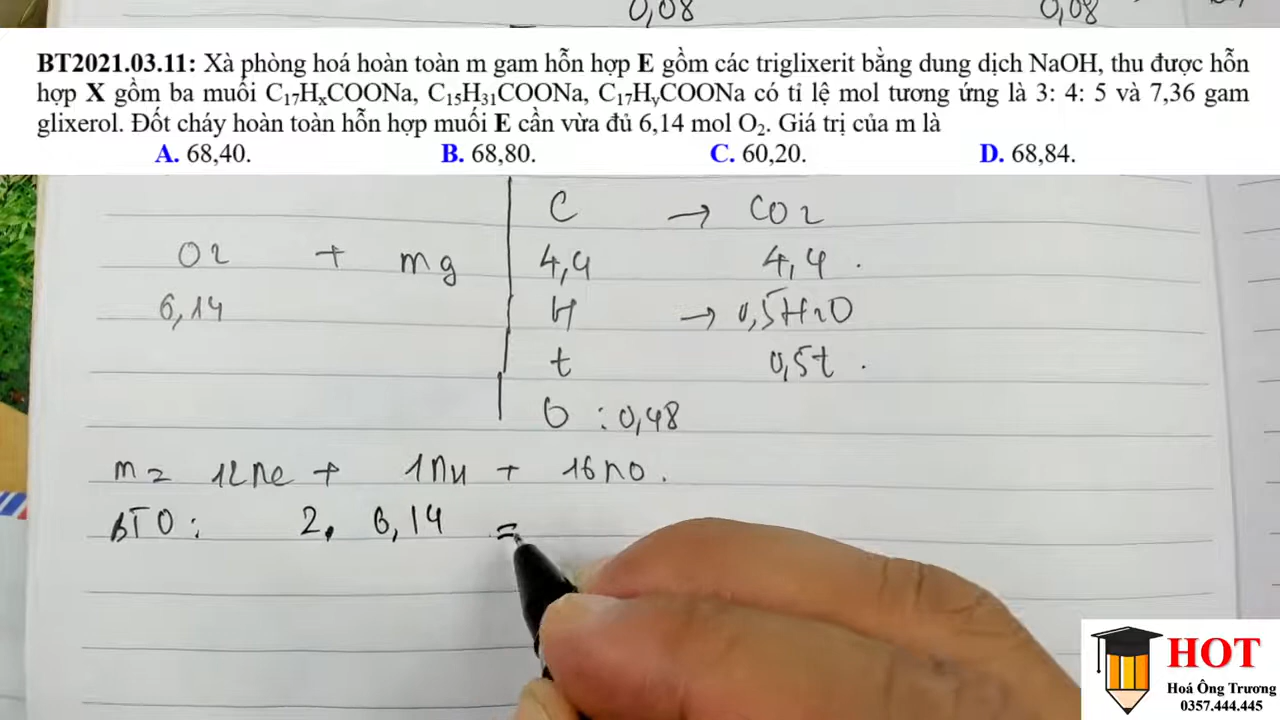 0,08 0,08
BT2021.03.11: Xà phòng hoá hoàn toàn m gam hỗn hợp E gồm các triglixerit bằng dung dịch NaOH, thu được hỗn
hợp X gồm ba muối C₁₇HₓCOONa, C₁₅H₃₁COONa, C₁₇HᵧCOONa có tỉ lệ mol tương ứng là 3: 4: 5 và 7,36 gam
glixerol. Đốt cháy hoàn toàn hỗn hợp muối E cần vừa đủ 6,14 mol O₂. Giá trị của m là
A. 68,40. B. 68,80. C. 60,20. D. 68,84.
C → CO2
O2 + mg 4,4 4,4 .
6,14 H → 0,5H2O
t 0,5t .
O : 0,48
m = 12nc + 1nH + 16nO.
BTO: 2. 6,14 =
HOT
Hoá Ông Trương
0357.444.445